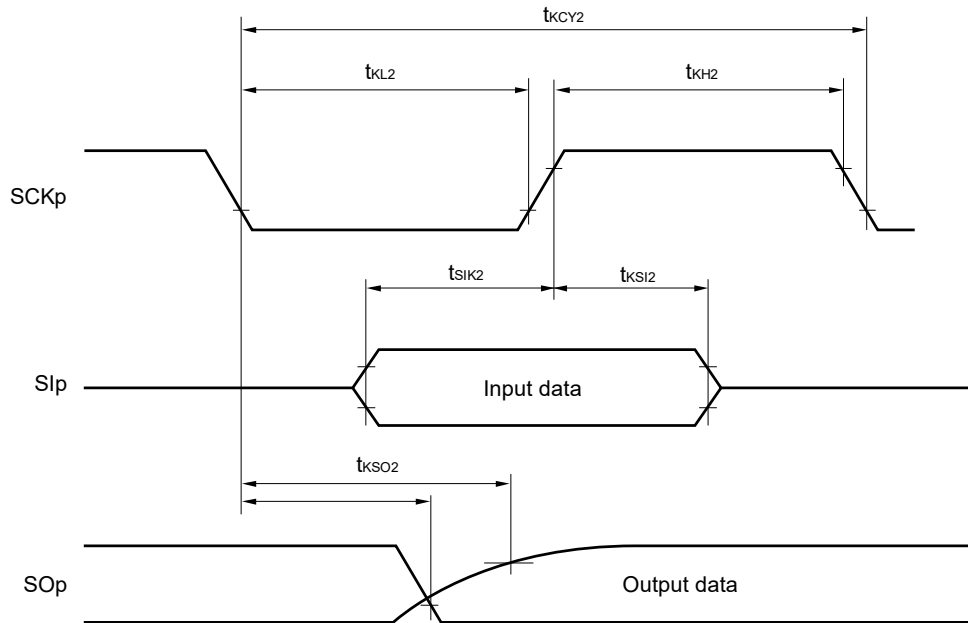 tKCY2
tKL2
tKH2
SCKp
tSIK2
tKSI2
SIp
Input data
tKSO2
SOp
Output data